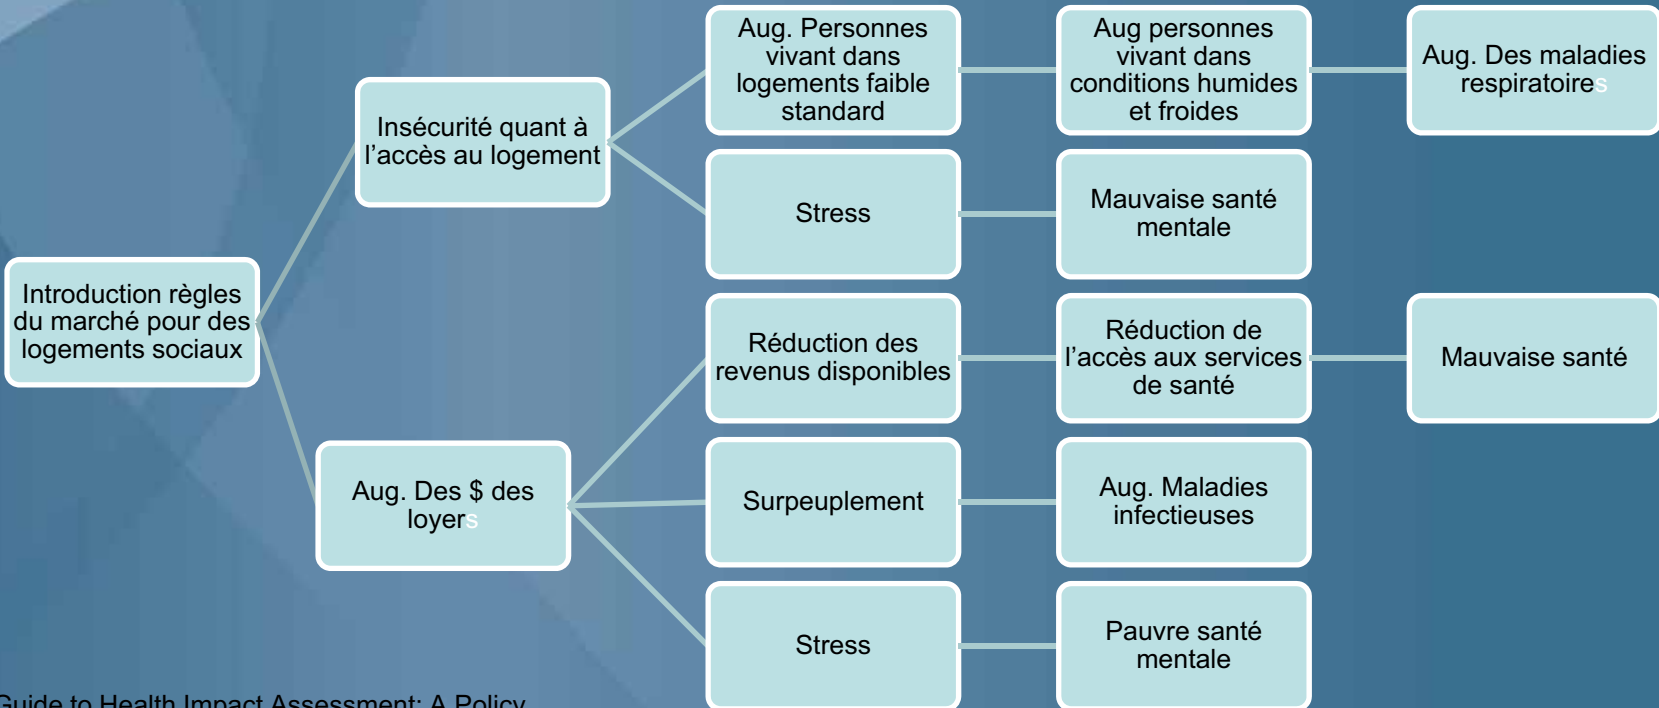 Aug. Personnes
vivant dans
logements faible
standard
Aug personnes
vivant dans
conditions humides
et froides
Aug. Des maladies
respiratoires
Insécurité quant à
l’accès au logement
Stress
Mauvaise santé
mentale
Introduction règles
du marché pour des
logements sociaux
Réduction des
revenus disponibles
Réduction de
l’accès aux services
de santé
Mauvaise santé
Aug. Des $ des
loyers
Surpeuplement
Aug. Maladies
infectieuses
Stress
Pauvre santé
mentale
Guide to Health Impact Assessment: A Policy